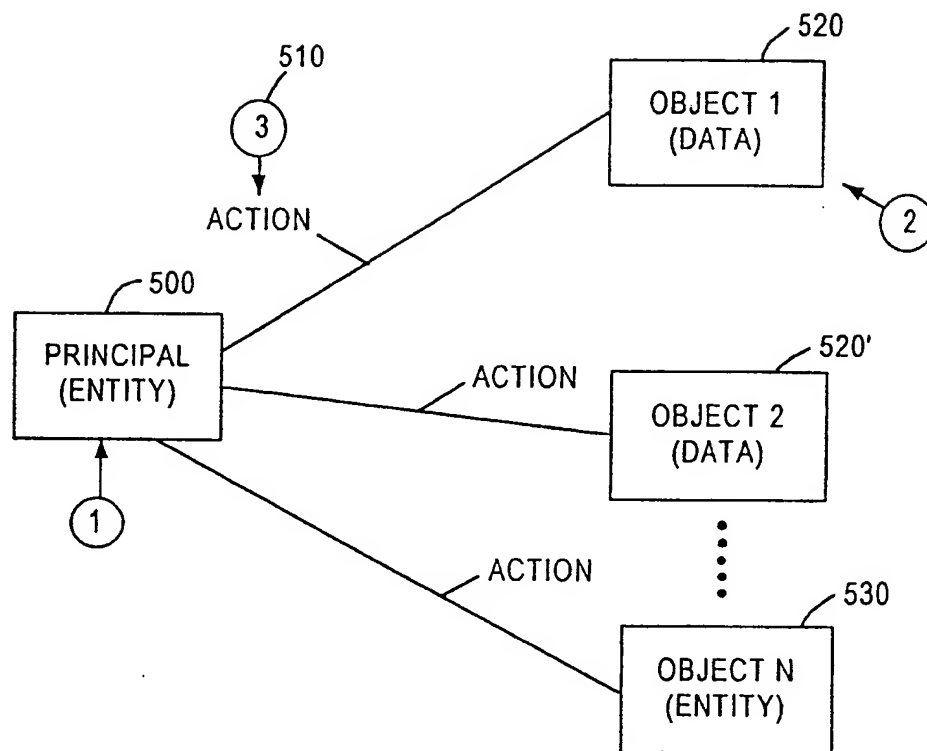 520
510
OBJECT 1
(DATA)
3
ACTION
2
500
PRINCIPAL
(ENTITY)
520'
ACTION
OBJECT 2
(DATA)
1
ACTION
530
OBJECT N
(ENTITY)